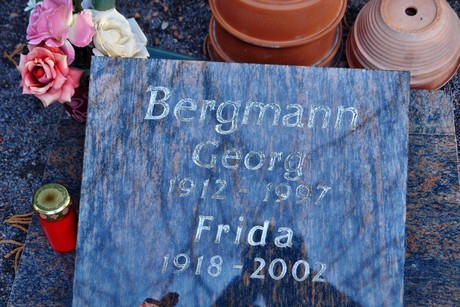 Bergmann
Georg
1912 - 1997
Frida
1918 - 2002